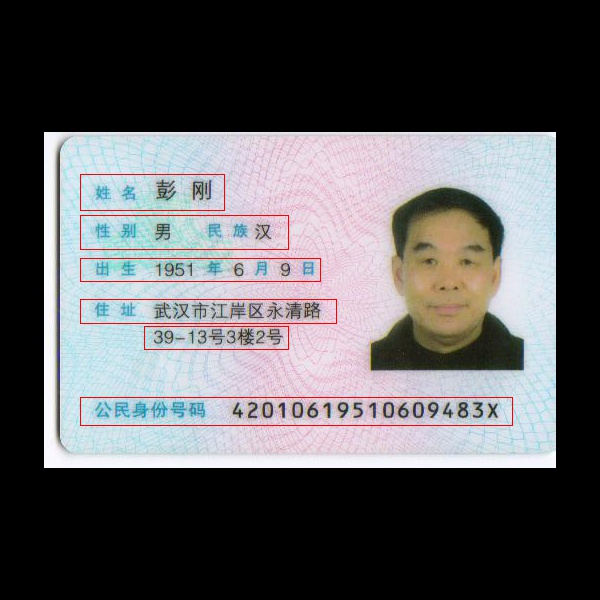 姓名 彭刚
性别 男 民族 汉
出生 1951 年 6 月 9 日
住址 武汉市江岸区永清路
39-13号3楼2号
公民身份号码 42010619510609483X